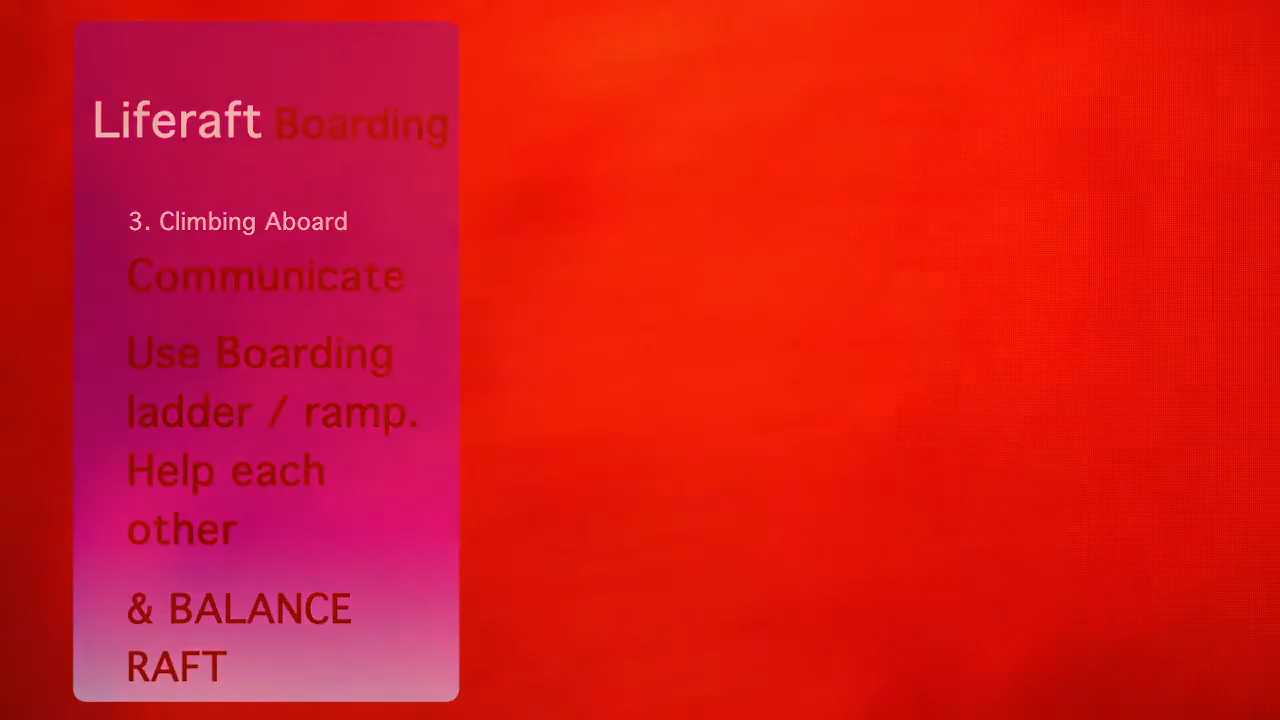 Liferaft Boarding
3. Climbing Aboard
Communicate
Use Boarding
ladder / ramp.
Help each
other
& BALANCE
RAFT